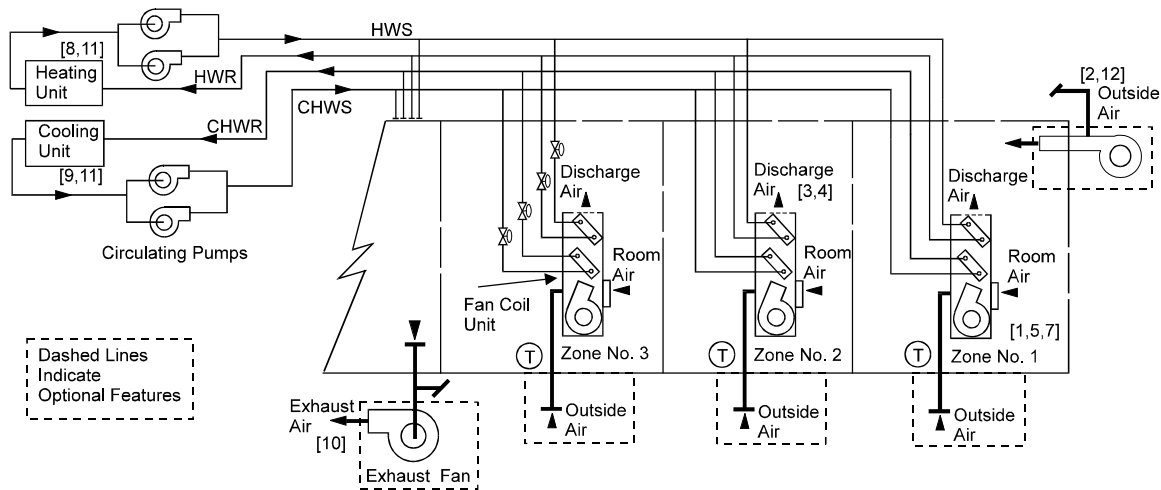 HWS
[8,11]
Heating
Unit
HWR
CHWS
Cooling
Unit
CHWR
[9,11]
Circulating Pumps
[2,12]
Outside
Air
Discharge
Air
Room
Air
Fan Coil
Unit
T
Zone No. 3
Discharge
Air
[3,4]
Room
Air
T
Zone No. 2
Discharge
Air
Room
Air
[1,5,7]
T
Zone No. 1
Dashed Lines
Indicate
Optional Features
Exhaust
Air
[10]
Exhaust Fan
Outside
Air
Outside
Air
Outside
Air